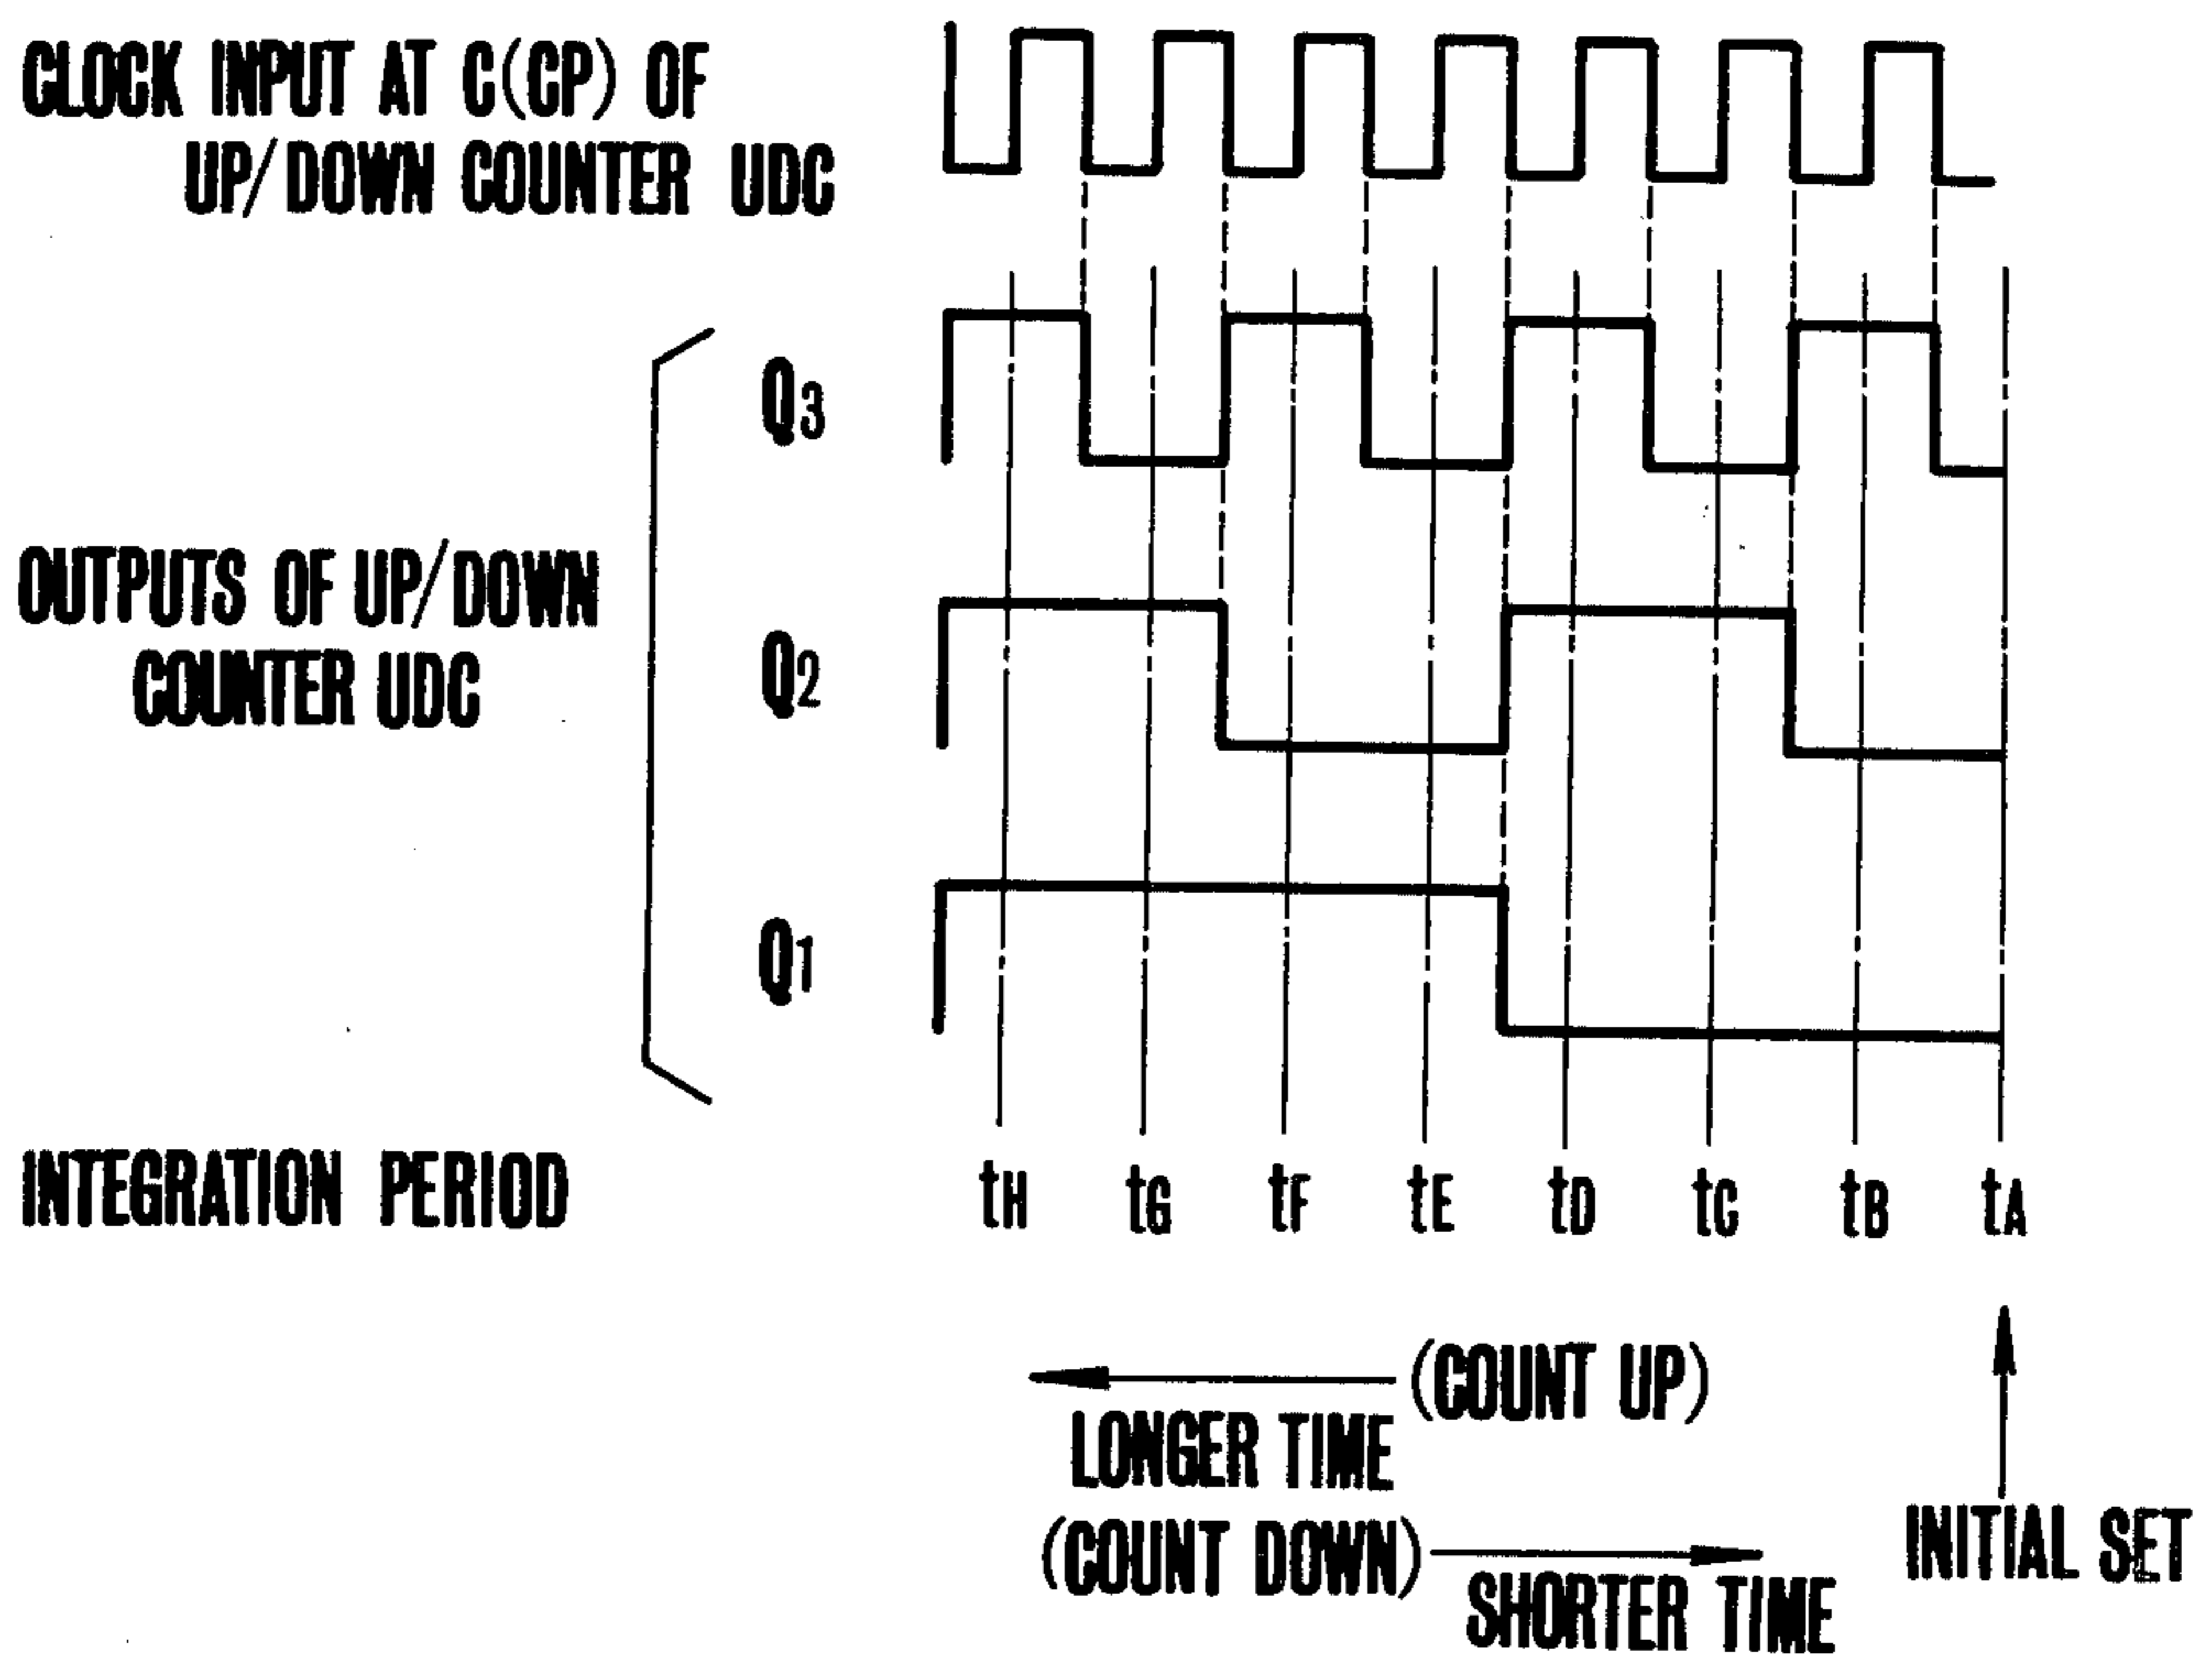 CLOCK INPUT AT C(CP) OF
UP/DOWN COUNTER UDC
Q3
OUTPUTS OF UP/DOWN
COUNTER UDC
Q2
Q1
INTEGRATION PERIOD
tH tG tF tE tD tC tB tA
(COUNT UP)
LONGER TIME
(COUNT DOWN)
SHORTER TIME
INITIAL SET